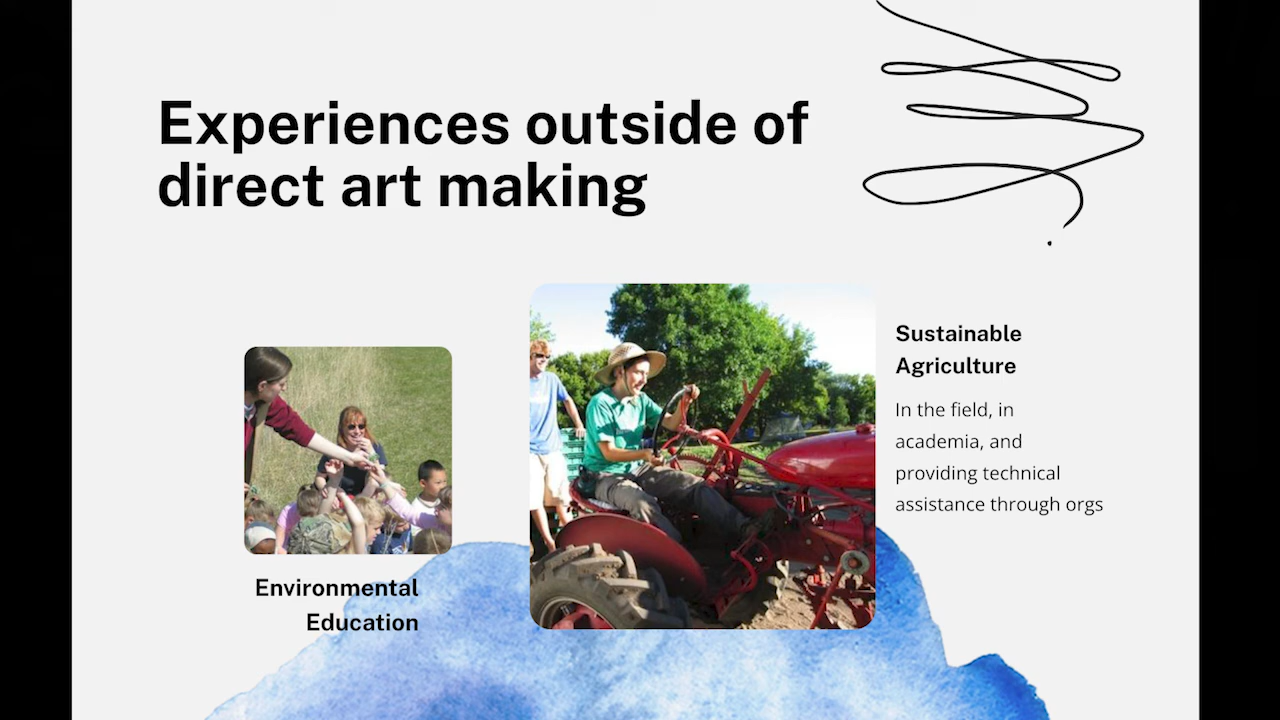 Experiences outside of
direct art making
Environmental
Education
Sustainable
Agriculture
In the field, in
academia, and
providing technical
assistance through orgs